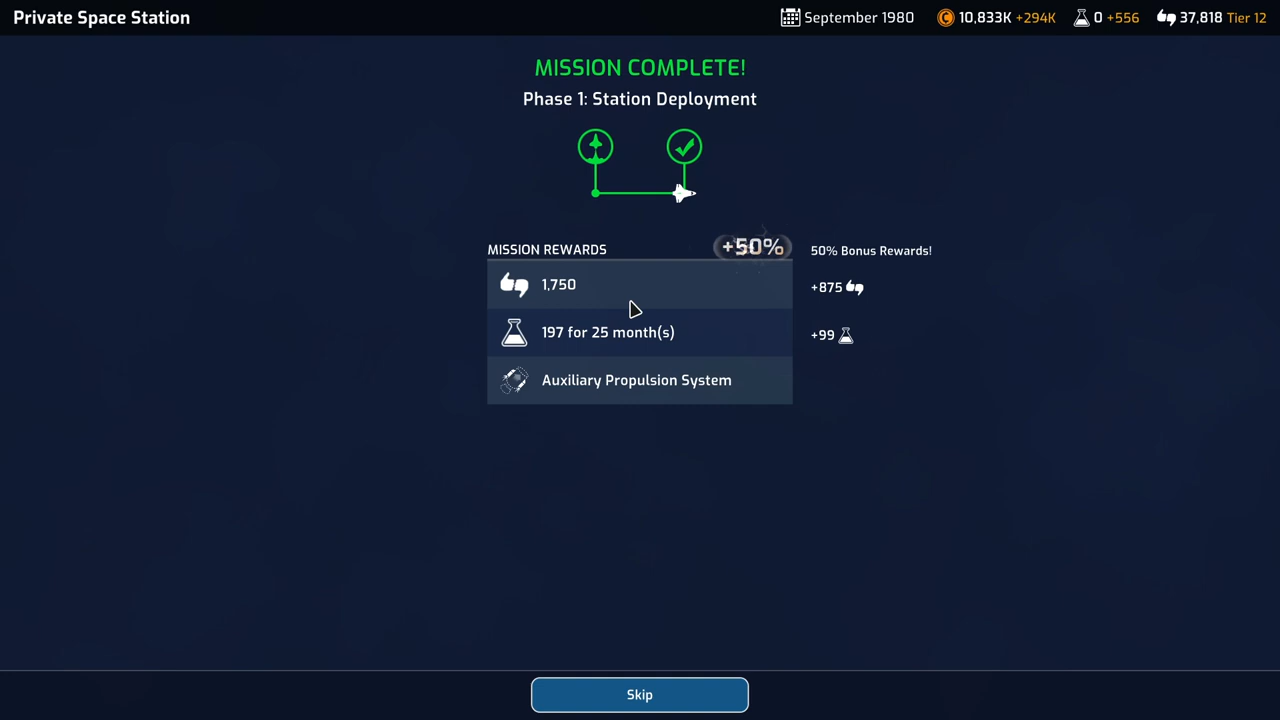 Private Space Station
September 1980
10,833K +294K
0 +556
37,818 Tier 12
MISSION COMPLETE!
Phase 1: Station Deployment
MISSION REWARDS
+50%
50% Bonus Rewards!
1,750
+875
197 for 25 month(s)
+99
Auxiliary Propulsion System
Skip